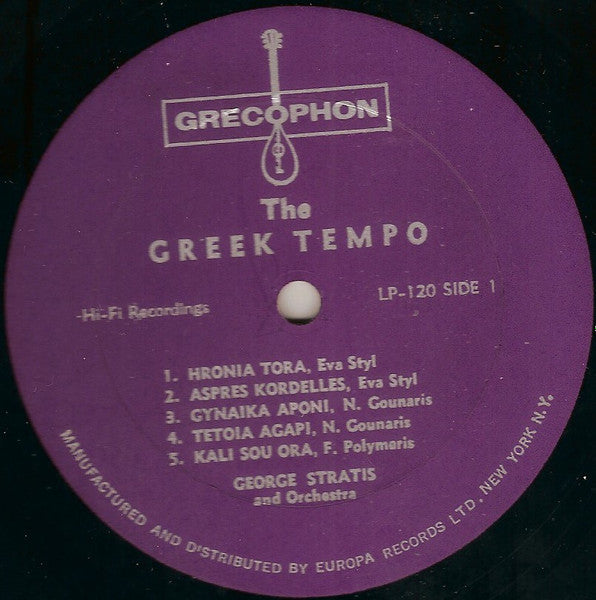 GRECOPHON
The
GREEK TEMPO
-Hi-Fi Recordings
LP-120 SIDE 1
1. HRONIA TORA, Eva Styl
2. ASPRES KORDELLES, Eva Styl
3. GYNAIKA APONI, N. Gounaris
4. TETOIA AGAPI, N. Gounaris
5. KALI SOU ORA, F. Polymeris
GEORGE STRATIS
and Orchestra
MANUFACTURED AND DISTRIBUTED BY EUROPA RECORDS LTD. NEW YORK N.Y.